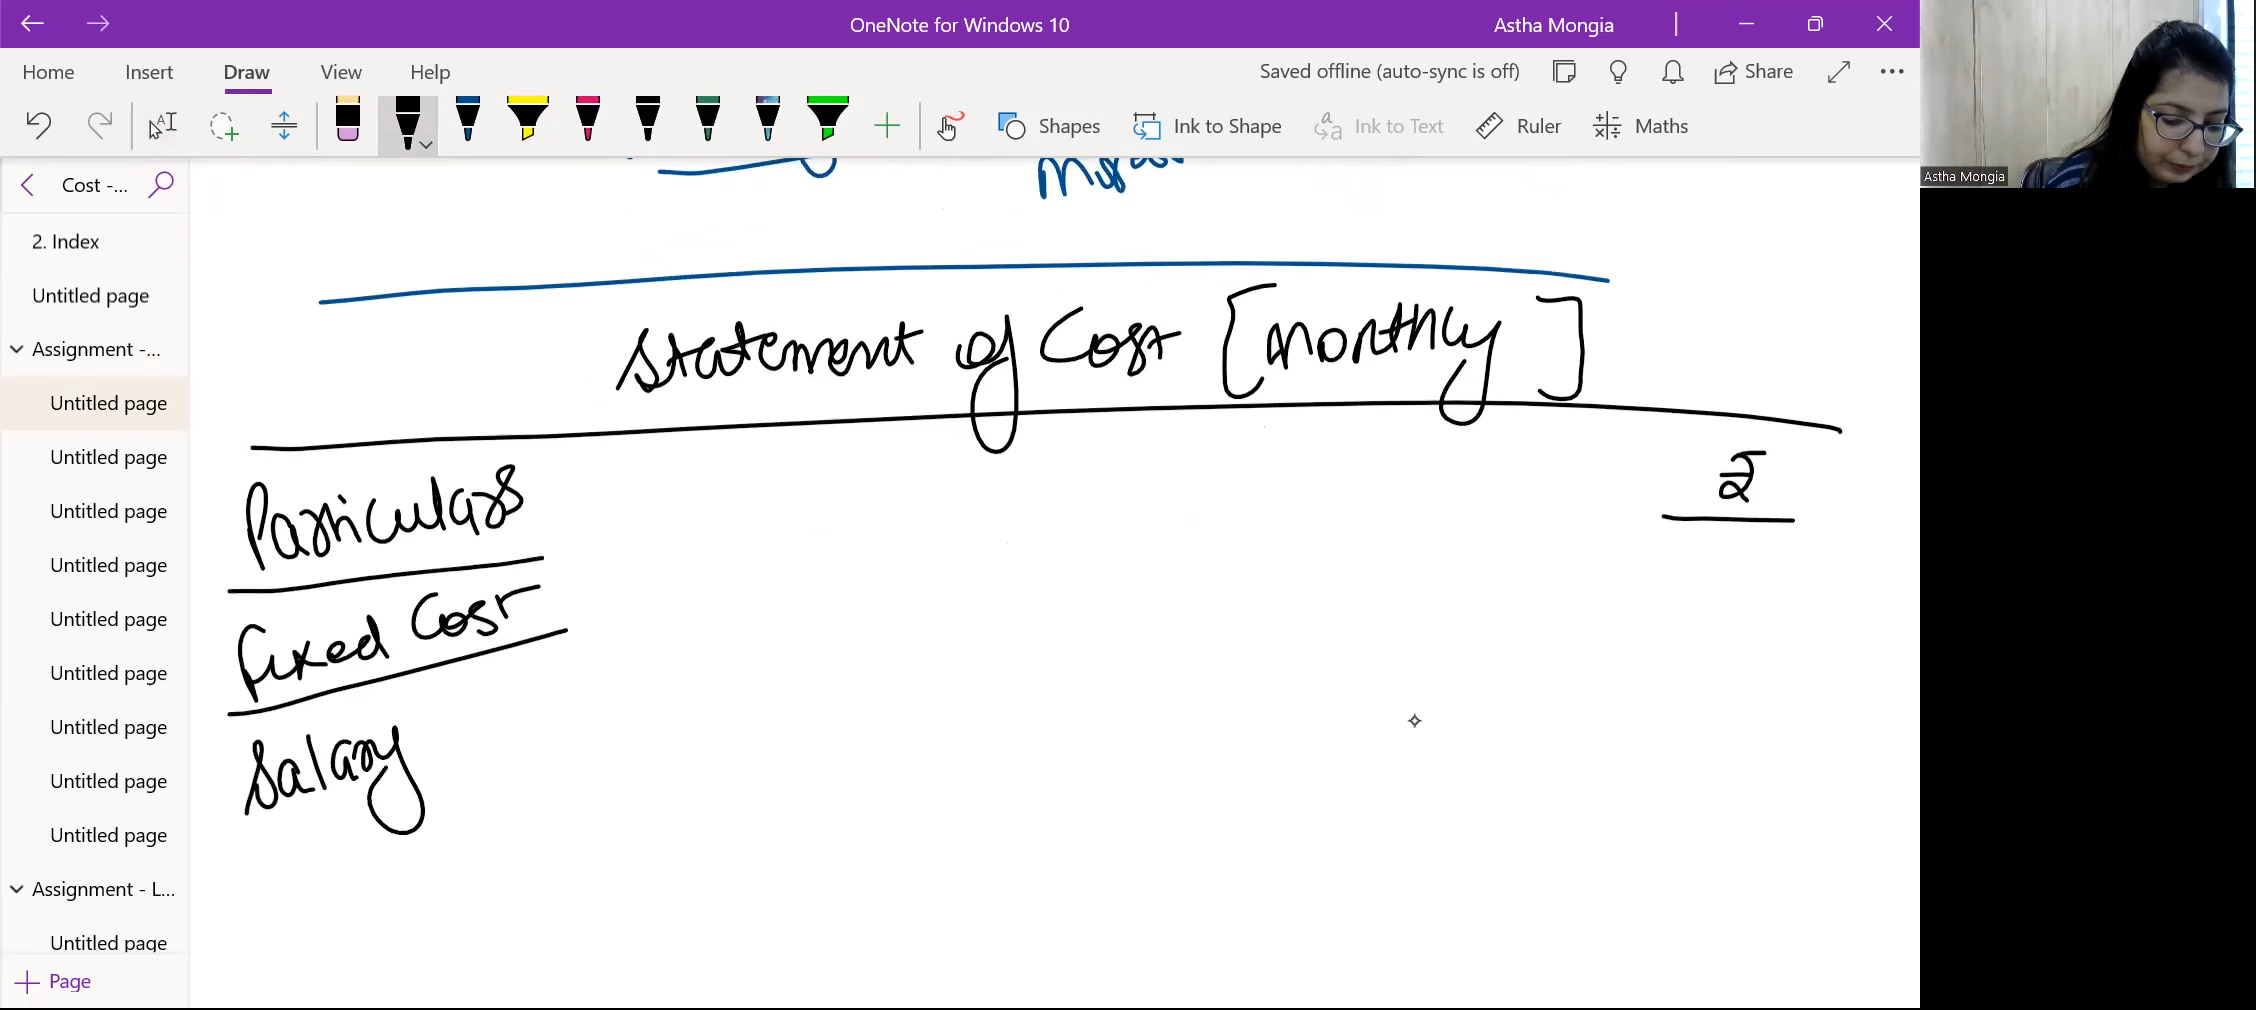 OneNote for Windows 10
Astha Mongia
Home Insert Draw View Help
Saved offline (auto-sync is off)
Share
Shapes
Ink to Shape
Ink to Text
Ruler
Maths
Astha Mongia
Cost -...
2. Index
Untitled page
Assignment -...
Untitled page
Untitled page
Untitled page
Untitled page
Untitled page
Untitled page
Untitled page
Untitled page
Untitled page
Assignment - L...
Untitled page
Page
Statement of Cost [Monthly]
Particulars ₹
Fixed Cost
Salary